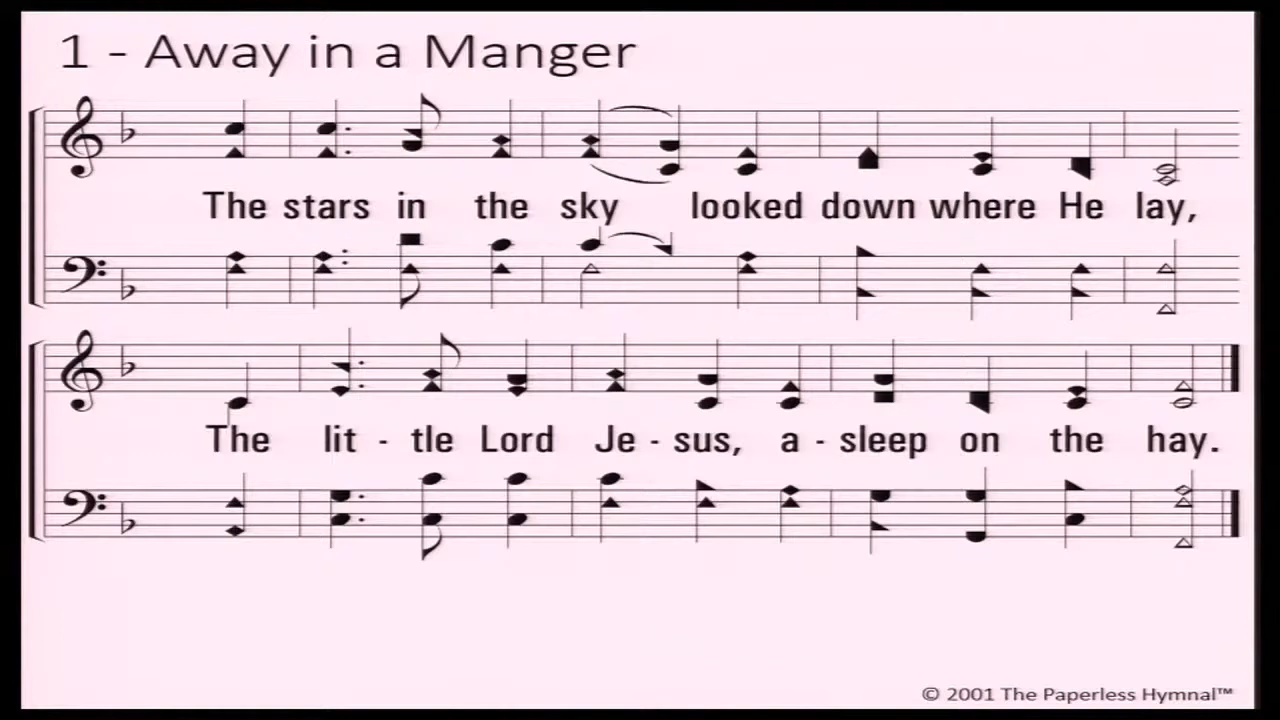 1 - Away in a Manger
The stars in the sky looked down where He lay,
The lit - tle Lord Je - sus, a - sleep on the hay.
© 2001 The Paperless Hymnal™